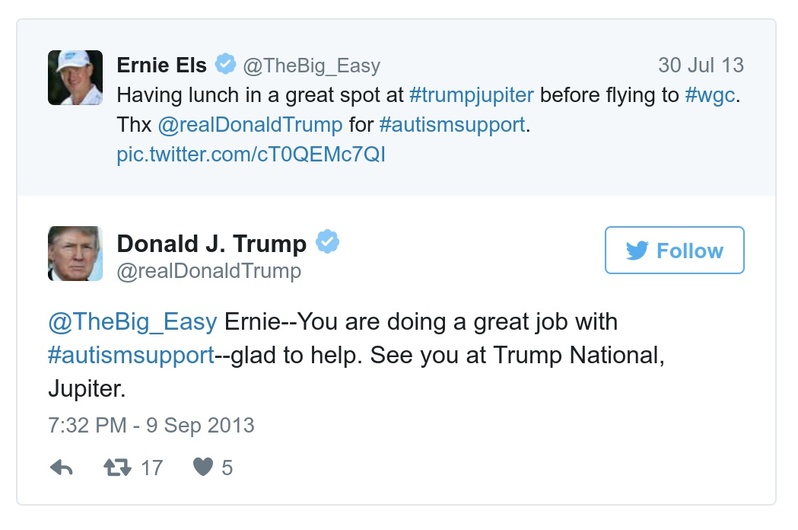 Ernie Els @TheBig_Easy 30 Jul 13
Having lunch in a great spot at #trumpjupiter before flying to #wgc.
Thx @realDonaldTrump for #autismsupport.
pic.twitter.com/cT0QEMc7QI
Donald J. Trump
@realDonaldTrump
Follow
@TheBig_Easy Ernie--You are doing a great job with
#autismsupport--glad to help. See you at Trump National,
Jupiter.
7:32 PM - 9 Sep 2013
17 5